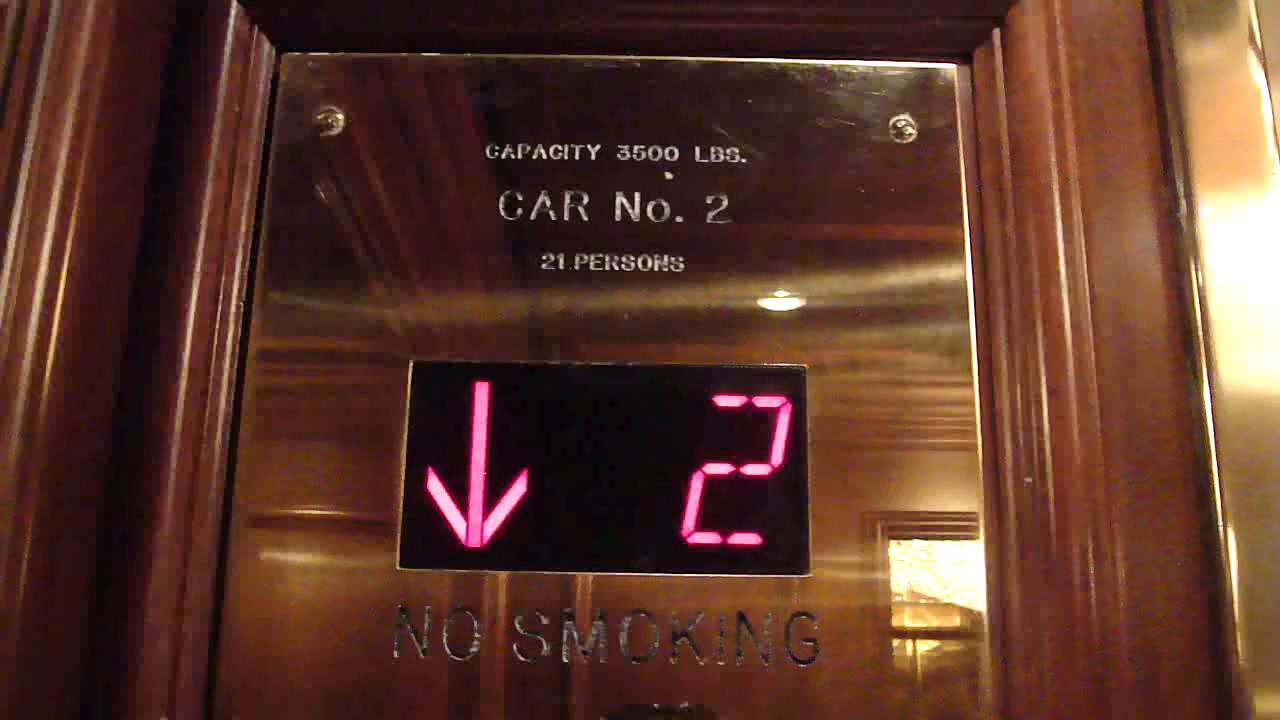 CAPACITY 3500 LBS.
CAR No. 2
21 PERSONS
↓ 2
NO SMOKING